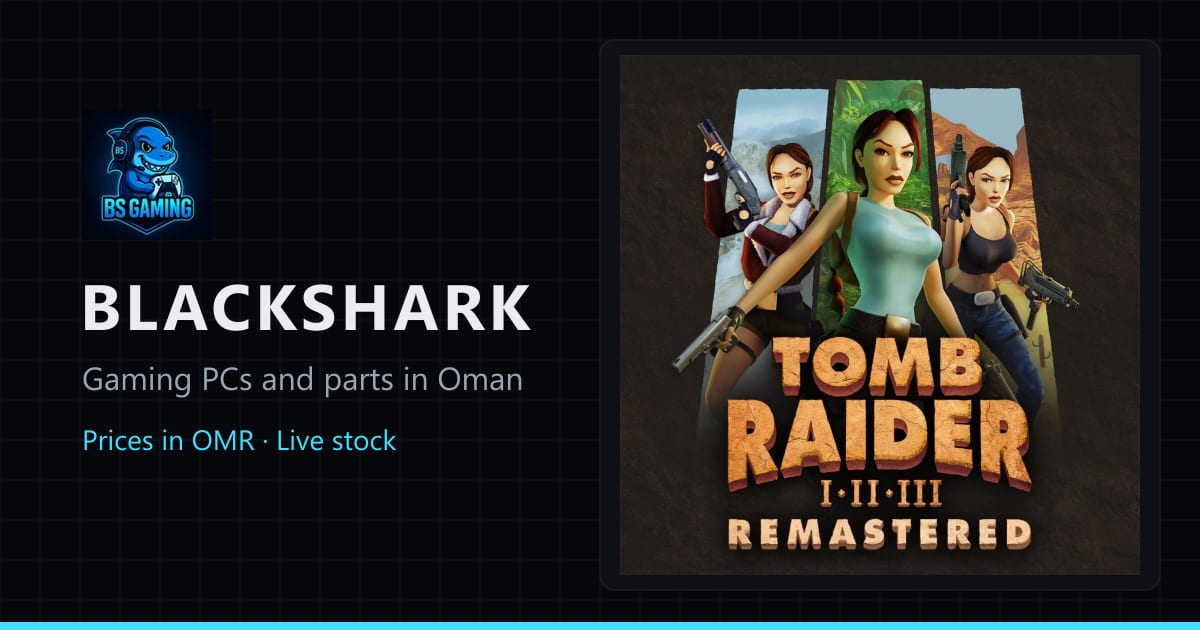 BS
BS GAMING
BLACKSHARK
Gaming PCs and parts in Oman
Prices in OMR · Live stock
TOMB
RAIDER
I·II·III
REMASTERED